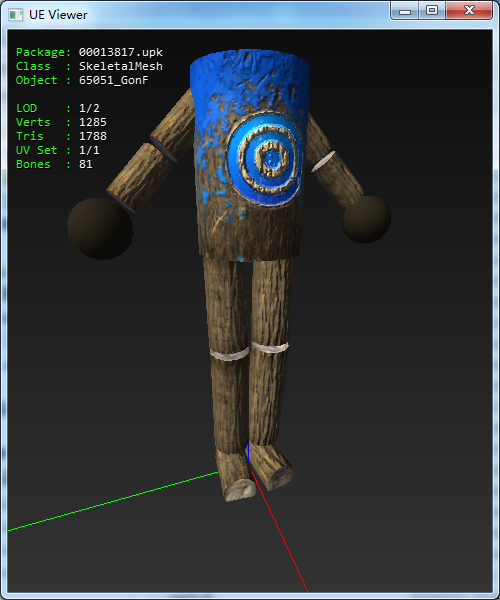 UE Viewer
Package: 00013817.upk
Class : SkeletalMesh
Object : 65051_GonF
LOD : 1/2
Verts : 1285
Tris : 1788
UV Set : 1/1
Bones : 81